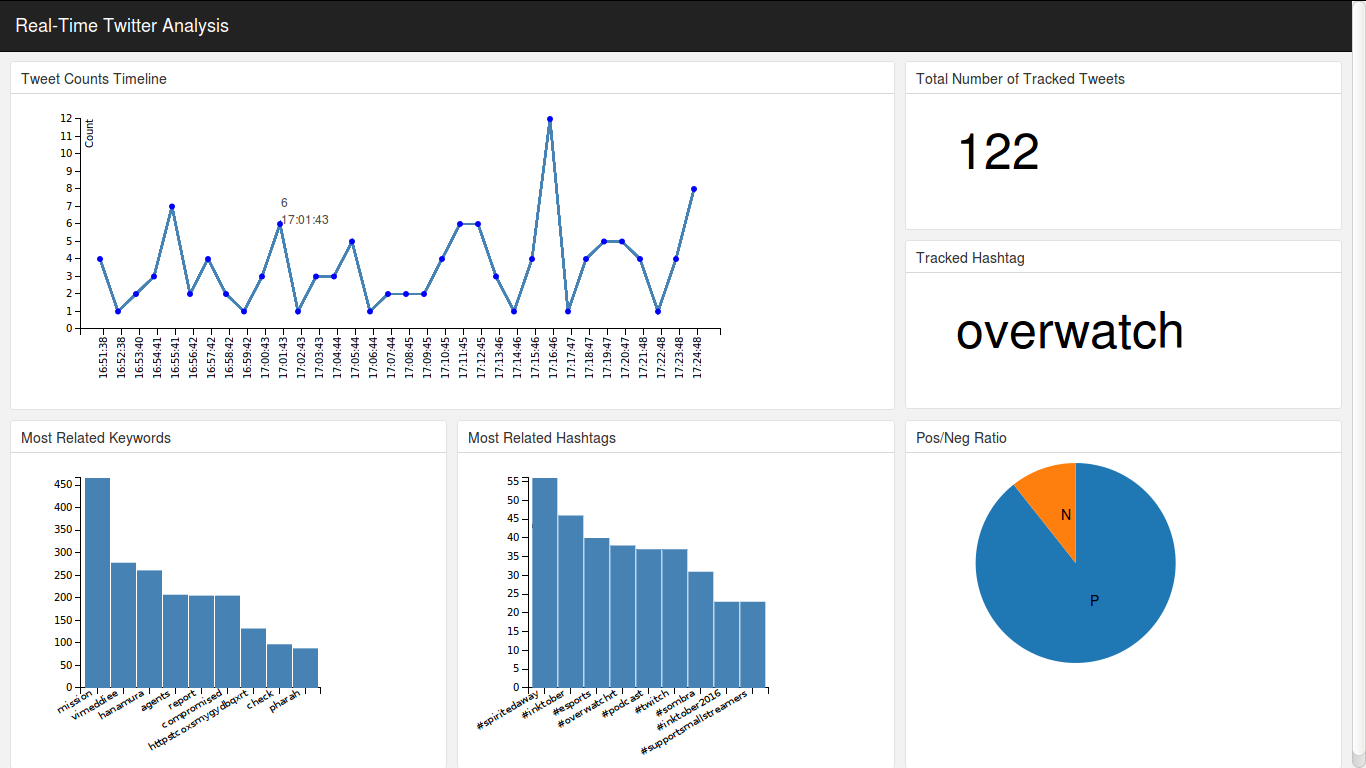 Real-Time Twitter Analysis
Tweet Counts Timeline
12
11
10
9
8
7
6
5
4
3
2
1
0
Count
6
17:01:43
16:51:38
16:52:38
16:53:40
16:54:41
16:55:41
16:56:42
16:57:42
16:58:42
16:59:42
17:00:43
17:01:43
17:02:43
17:03:43
17:04:44
17:05:44
17:06:44
17:07:44
17:08:45
17:09:45
17:10:45
17:11:45
17:12:45
17:13:46
17:14:46
17:15:46
17:16:46
17:17:47
17:18:47
17:19:47
17:20:47
17:21:48
17:22:48
17:23:48
17:24:48
Total Number of Tracked Tweets
122
Tracked Hashtag
overwatch
Most Related Keywords
450
400
350
300
250
200
150
100
50
0
mission
vimeddiee
hanamura
agents
report
compromised
httpstcoxsmygydbqxrt
check
pharah
Most Related Hashtags
55
50
45
40
35
30
25
20
15
10
5
0
#spiritedaway
#inktober
#esports
#overwatchrt
#podcast
#twitch
#sombra
#inktober2016
#supportsmallstreamers
Pos/Neg Ratio
N
P